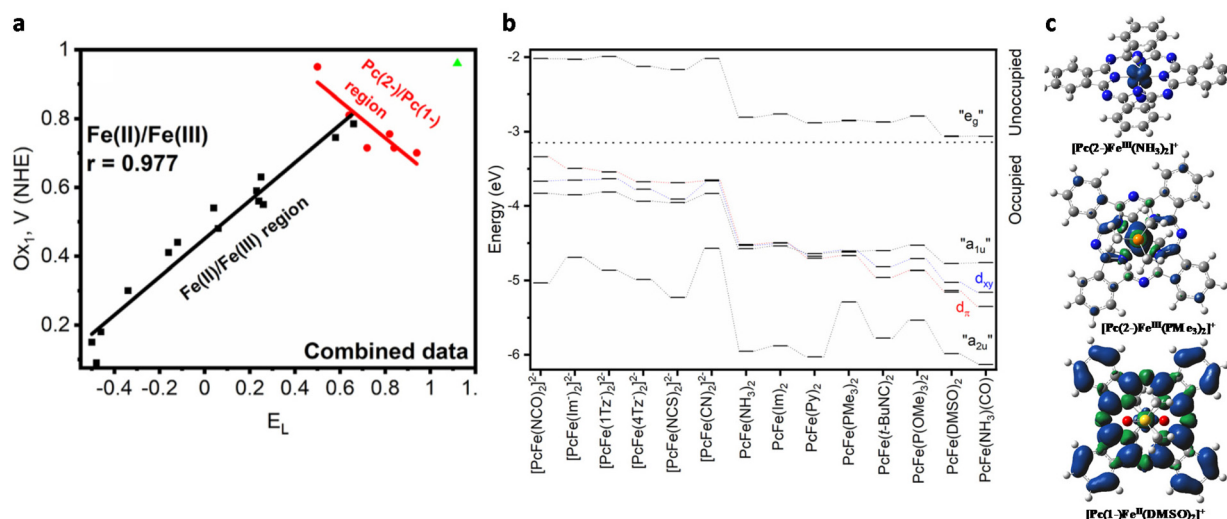 a
Ox1, V (NHE)
1
0.8
0.6
0.4
0.2
Fe(II)/Fe(III)
r = 0.977
Pc(2-)/Pc(1-)
region
Fe(II)/Fe(III) region
Combined data
-0.4
-0.2
0
0.2
0.4
0.6
0.8
1.
EL
b
Energy (eV)
-2
-3
-4
-5
-6
Unoccupied
Occupied
"eg"
"a1u"
dxy
dπ
"a2u"
[PcFe(NCO)2]2-
[PcFe(Im-)2]2-
[PcFe(1Tz-)2]2-
[PcFe(4Tz-)2]2-
[PcFe(NCS)2]2-
[PcFe(CN)2]2-
PcFe(NH3)2
PcFe(Im)2
PcFe(Py)2
PcFe(PMe3)2
PcFe(t-BuNC)2
PcFe(P(OMe)3)2
PcFe(DMSO)2
PcFe(NH3)(CO)
c
[Pc(2-)FeIII(NH3)2]+
[Pc(2-)FeIII(PMe3)2]+
[Pc(1-)FeII(DMSO)2]+